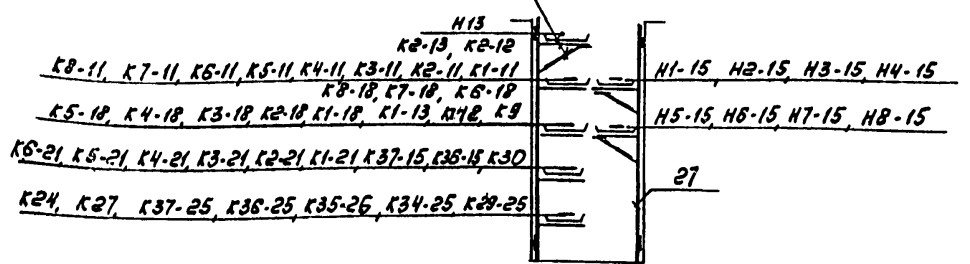 Н13
К2-13, К2-12
К8-11, К7-11, К6-11, К5-11, К4-11, К3-11, К2-11, К1-11
Н1-15, Н2-15, Н3-15, Н4-15
К8-18, К7-18, К6-18
К5-18, К4-18, К3-18, К2-18, К1-18, К1-13, К9
Н5-15, Н6-15, Н7-15, Н8-15
К6-21, К5-21, К4-21, К3-21, К2-21, К1-21, К37-15, К36-15, К30
27
К24, К27, К37-25, К36-25, К35-26, К34-25, К29-25